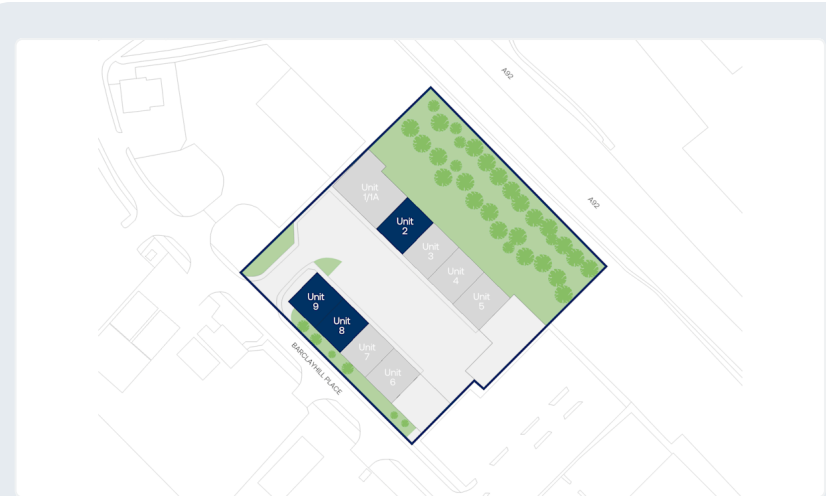 A92
A92
Unit
1/1A
Unit
2
Unit
3
Unit
4
Unit
5
Unit
9
Unit
8
Unit
7
Unit
6
BARCLAYHILL PLACE